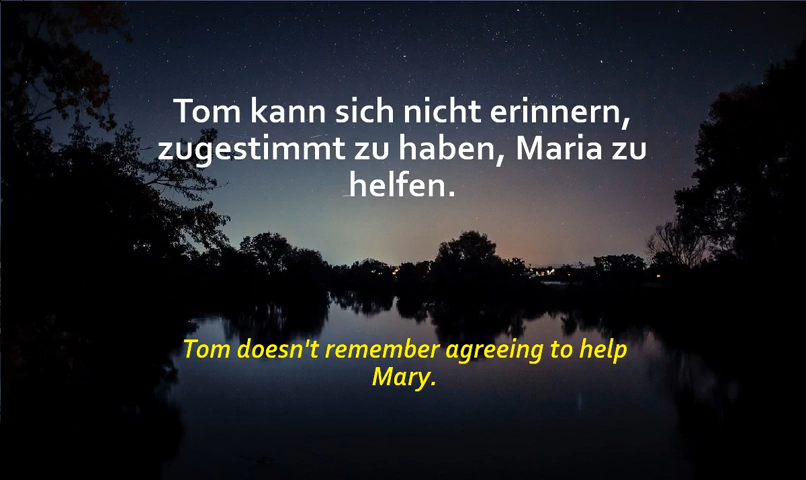 Tom kann sich nicht erinnern,
zugestimmt zu haben, Maria zu
helfen.
Tom doesn't remember agreeing to help
Mary.